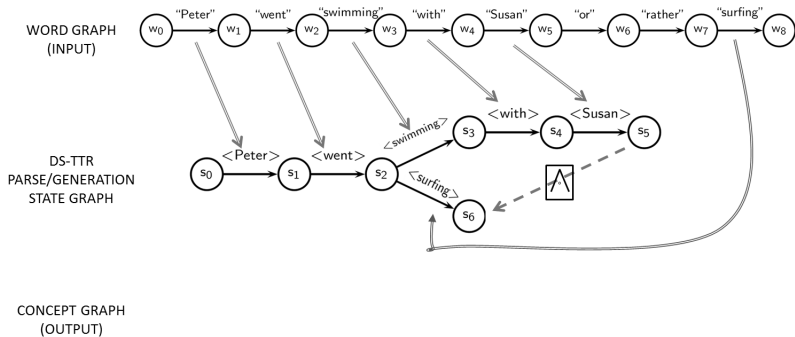 WORD GRAPH
(INPUT)
w0 “Peter” w1 “went” w2 “swimming” w3 “with” w4 “Susan” w5 “or” w6 “rather” w7 “surfing” w8
DS-TTR
PARSE/GENERATION
STATE GRAPH
s0 <Peter> s1 <went> s2 <swimming> s3 <with> s4 <Susan> s5
<surfing> s6
CONCEPT GRAPH
(OUTPUT)